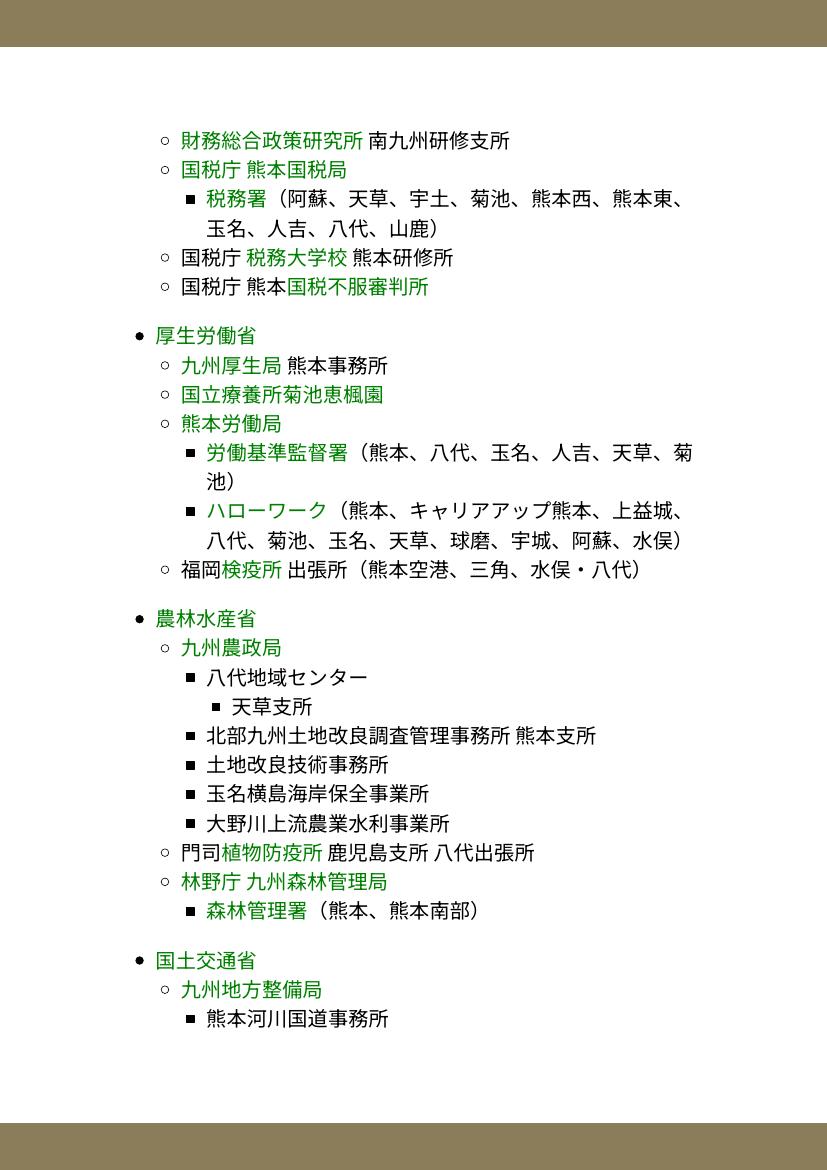 財務総合政策研究所 南九州研修支所
国税庁 熊本国税局
税務署（阿蘇、天草、宇土、菊池、熊本西、熊本東、
玉名、人吉、八代、山鹿）
国税庁 税務大学校 熊本研修所
国税庁 熊本国税不服審判所
厚生労働省
九州厚生局 熊本事務所
国立療養所菊池恵楓園
熊本労働局
労働基準監督署（熊本、八代、玉名、人吉、天草、菊
池）
ハローワーク（熊本、キャリアアップ熊本、上益城、
八代、菊池、玉名、天草、球磨、宇城、阿蘇、水俣）
福岡検疫所 出張所（熊本空港、三角、水俣・八代）
農林水産省
九州農政局
八代地域センター
天草支所
北部九州土地改良調査管理事務所 熊本支所
土地改良技術事務所
玉名横島海岸保全事業所
大野川上流農業水利事業所
門司植物防疫所 鹿児島支所 八代出張所
林野庁 九州森林管理局
森林管理署（熊本、熊本南部）
国土交通省
九州地方整備局
熊本河川国道事務所